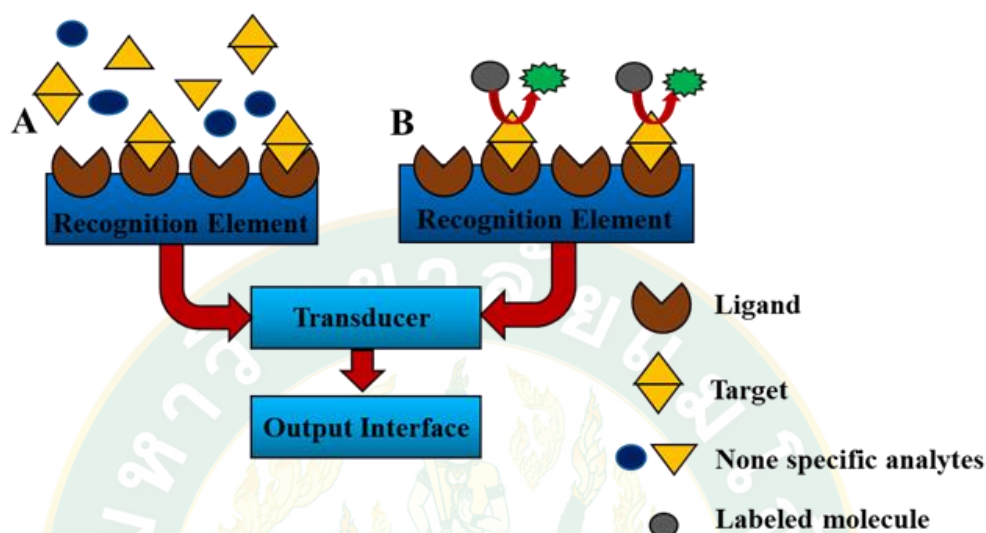 A
B
Recognition Element
Recognition Element
Transducer
Output Interface
Ligand
Target
None specific analytes
Labeled molecule